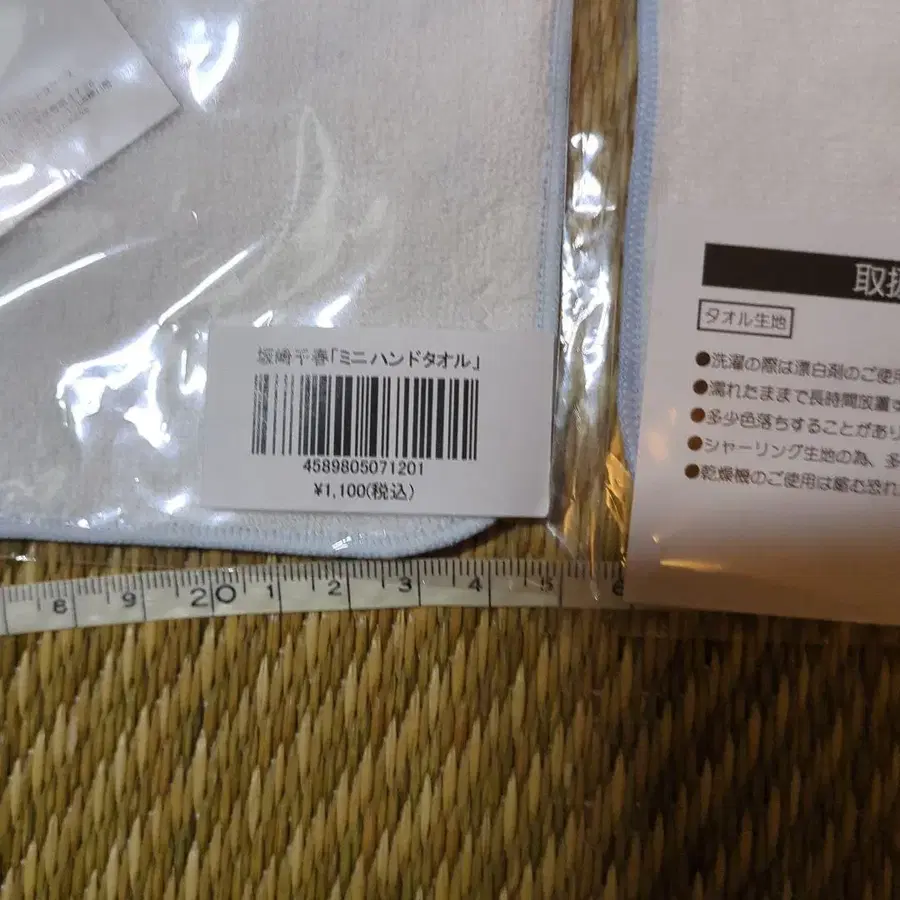 坂崎千春「ミニハンドタオル」
4589805071201
¥1,100(税込)
取扱
タオル生地
●洗濯の際は漂白剤のご使用
●濡れたままで長時間放置す
●多少色落ちすることがあり
●シャーリング生地の為、多
●乾燥機のご使用は縮む恐れ
8 9 20 1 2 3 4 5 6